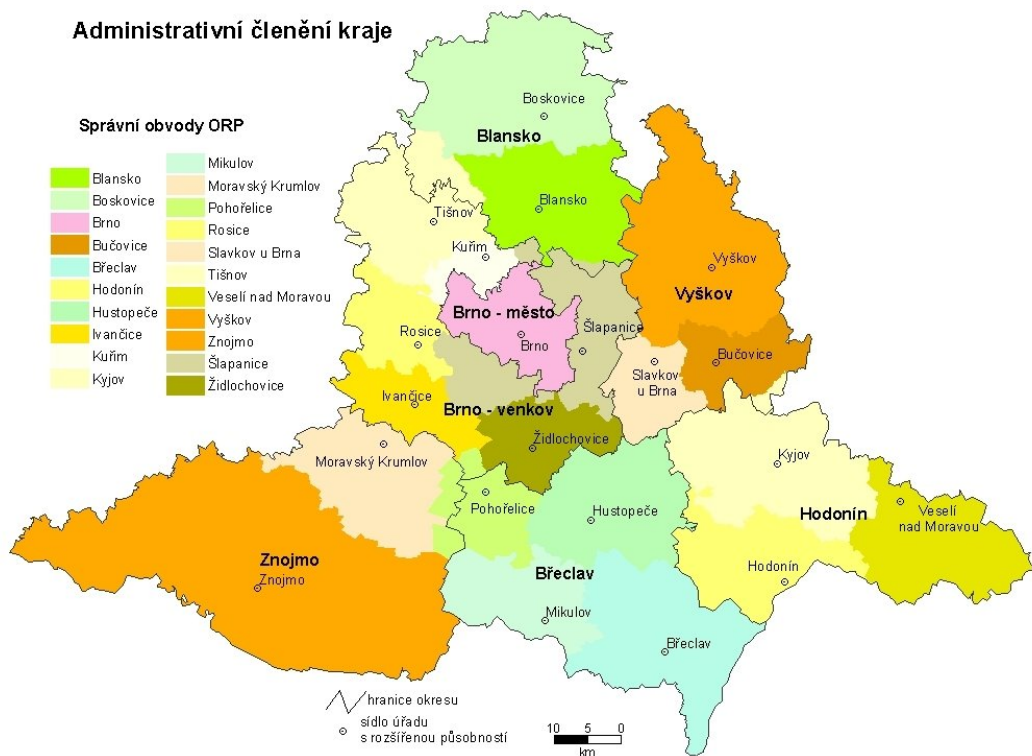 Administrativní členění kraje
Správní obvody ORP
Blansko
Boskovice
Brno
Bučovice
Břeclav
Hodonín
Hustopeče
Ivančice
Kuřim
Kyjov
Mikulov
Moravský Krumlov
Pohořelice
Rosice
Slavkov u Brna
Tišnov
Veselí nad Moravou
Vyškov
Znojmo
Šlapanice
Židlochovice
Boskovice
Blansko
Blansko
Tišnov
Kuřim
Vyškov
Vyškov
Brno - město
Brno
Šlapanice
Rosice
Slavkov
u Brna
Bučovice
Ivančice
Brno - venkov
Židlochovice
Moravský Krumlov
Kyjov
Pohořelice
Hustopeče
Hodonín
Veselí
nad Moravou
Znojmo
Znojmo
Břeclav
Hodonín
Mikulov
Břeclav
hranice okresu
sídlo úřadu
s rozšířenou působností
10 5 0
km